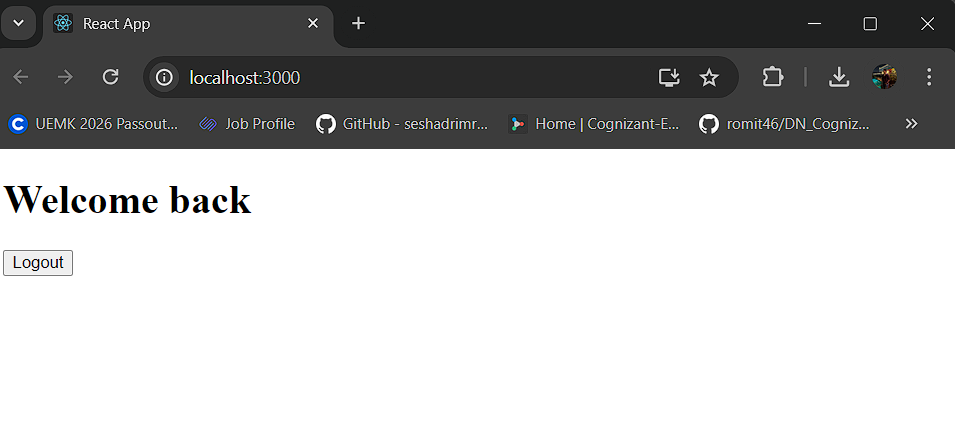 React App
localhost:3000
UEMK 2026 Passout... Job Profile GitHub - seshadrimr... Home | Cognizant-E... romit46/DN_Cogniz...
Welcome back
Logout